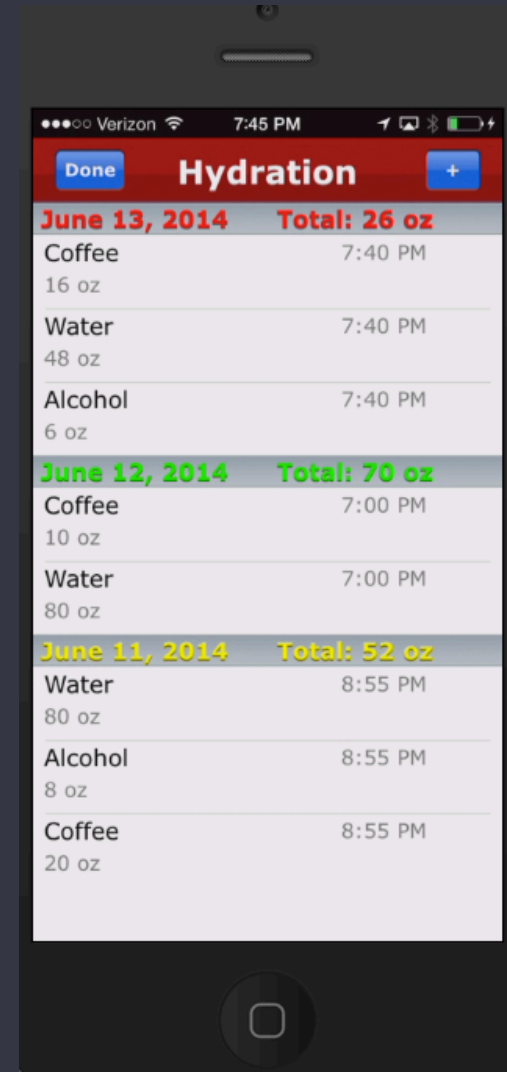 Verizon 7:45 PM
Done Hydration +
June 13, 2014 Total: 26 oz
Coffee 7:40 PM
16 oz
Water 7:40 PM
48 oz
Alcohol 7:40 PM
6 oz
June 12, 2014 Total: 70 oz
Coffee 7:00 PM
10 oz
Water 7:00 PM
80 oz
June 11, 2014 Total: 52 oz
Water 8:55 PM
80 oz
Alcohol 8:55 PM
8 oz
Coffee 8:55 PM
20 oz